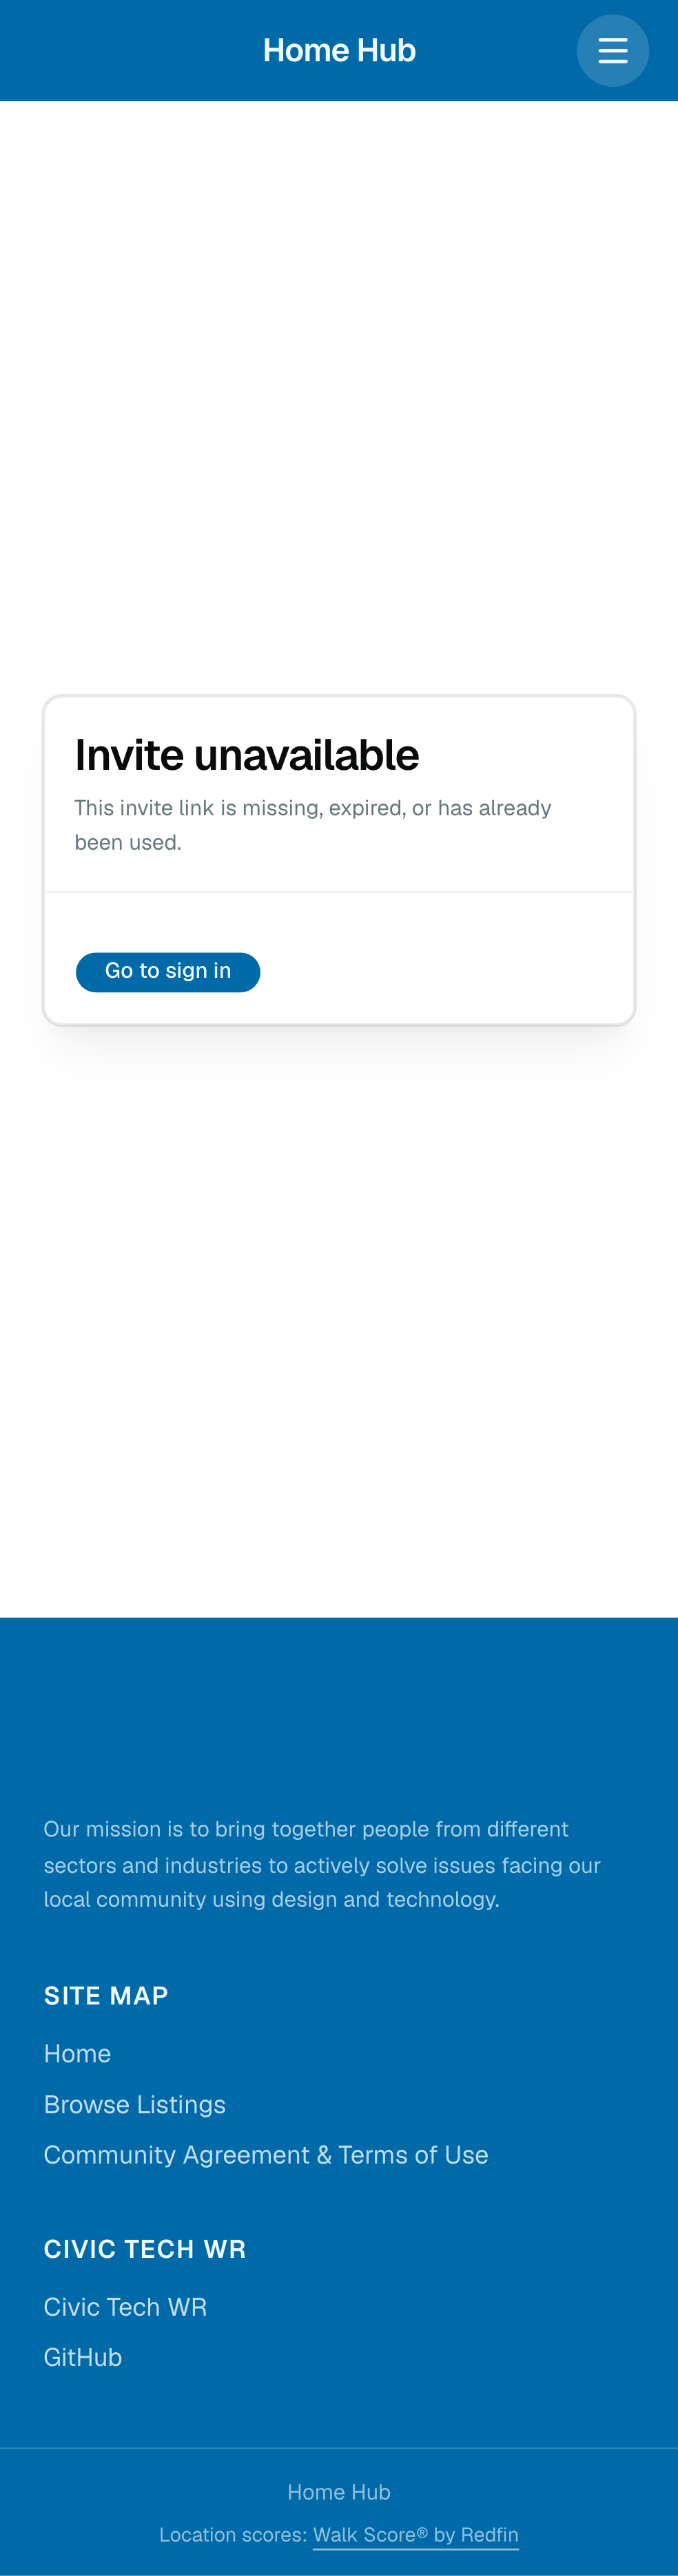 Home Hub
Invite unavailable
This invite link is missing, expired, or has already
been used.
Go to sign in
Our mission is to bring together people from different
sectors and industries to actively solve issues facing our
local community using design and technology.
SITE MAP
Home
Browse Listings
Community Agreement & Terms of Use
CIVIC TECH WR
Civic Tech WR
GitHub
Home Hub
Location scores: Walk Score® by Redfin